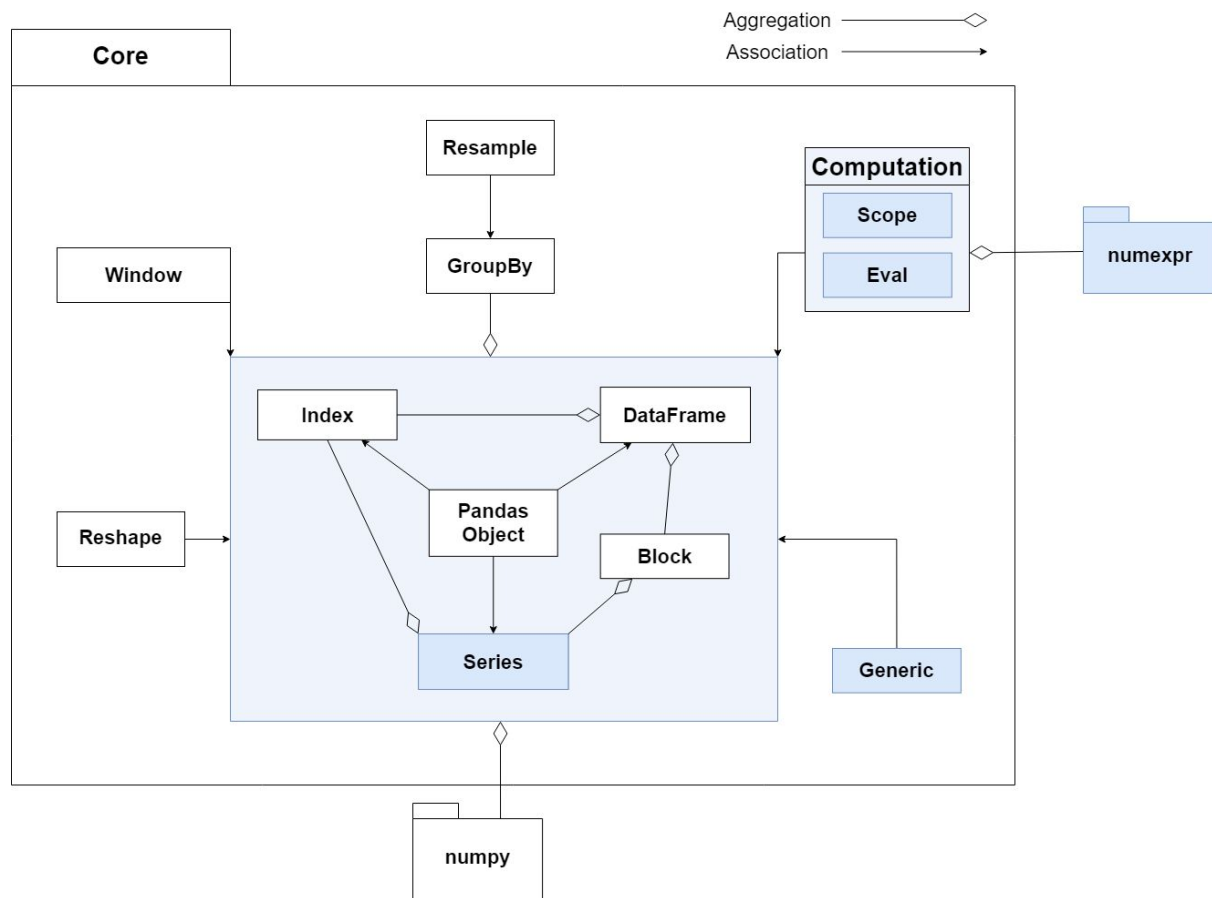 Aggregation
Association
Core
Resample
Computation
Scope
numexpr
GroupBy
Window
Eval
Index
DataFrame
Pandas
Object
Reshape
Block
Series
Generic
numpy